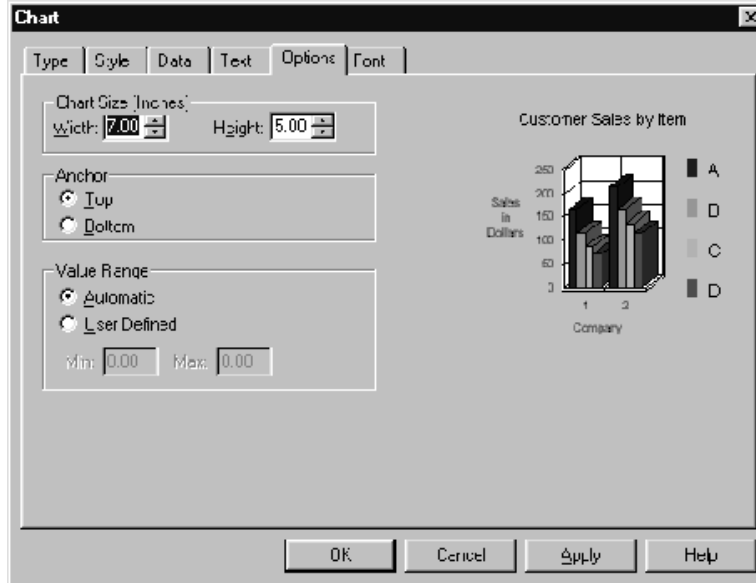 Chart
Type Style Data Text Options Font
Chart Size (Inches)
Width: 7.00 Height: 5.00
Anchor
Top
Bottom
Value Range
Automatic
User Defined
Min: 0.00 Max: 0.00
Customer Sales by Item
Sales
in
Dollars
250
200
150
100
50
0
1 2
Company
A
B
C
D
OK Cancel Apply Help